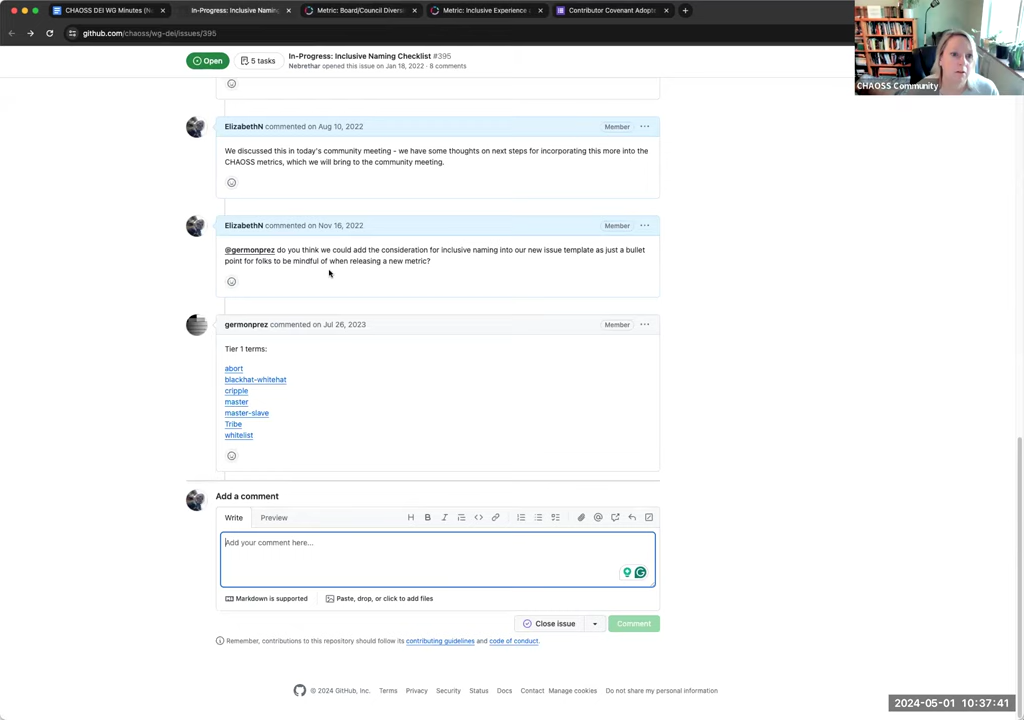 CHAOSS DEI WG Minutes (N
In-Progress: Inclusive Namin
Metric: Board/Council Divers
Metric: Inclusive Experience
Contributor Covenant Adopt
github.com/chaoss/wg-dei/issues/395
CHAOSS Community
Open
5 tasks
In-Progress: Inclusive Naming Checklist #395
Nebrethar opened this issue on Jan 18, 2022 · 8 comments
ElizabethN commented on Aug 10, 2022
Member
We discussed this in today's community meeting - we have some thoughts on next steps for incorporating this more into the
CHAOSS metrics, which we will bring to the community meeting.
ElizabethN commented on Nov 16, 2022
Member
@germonprez do you think we could add the consideration for inclusive naming into our new issue template as just a bullet
point for folks to be mindful of when releasing a new metric?
germonprez commented on Jul 26, 2023
Member
Tier 1 terms:
abort
blackhat-whitehat
cripple
master
master-slave
Tribe
whitelist
Add a comment
Write
Preview
Add your comment here...
Markdown is supported
Paste, drop, or click to add files
Close issue
Comment
Remember, contributions to this repository should follow its contributing guidelines and code of conduct.
© 2024 GitHub, Inc.
Terms
Privacy
Security
Status
Docs
Contact
Manage cookies
Do not share my personal information
2024-05-01 10:37:41